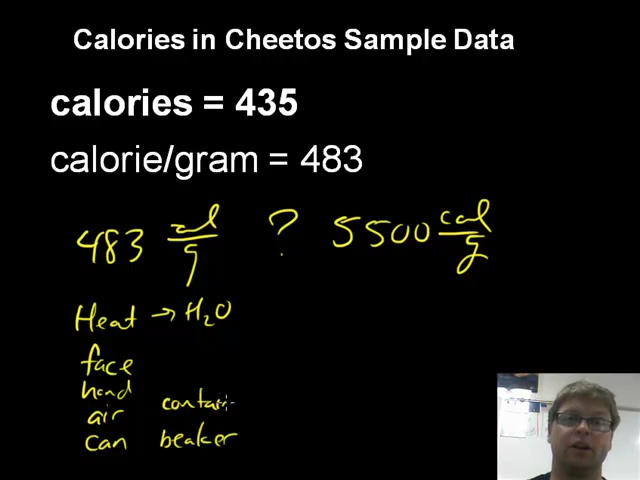 Calories in Cheetos Sample Data
calories = 435
calorie/gram = 483
483 cal/g ? 5500 cal/g
Heat → H₂O
face
hand
air contain
can beaker